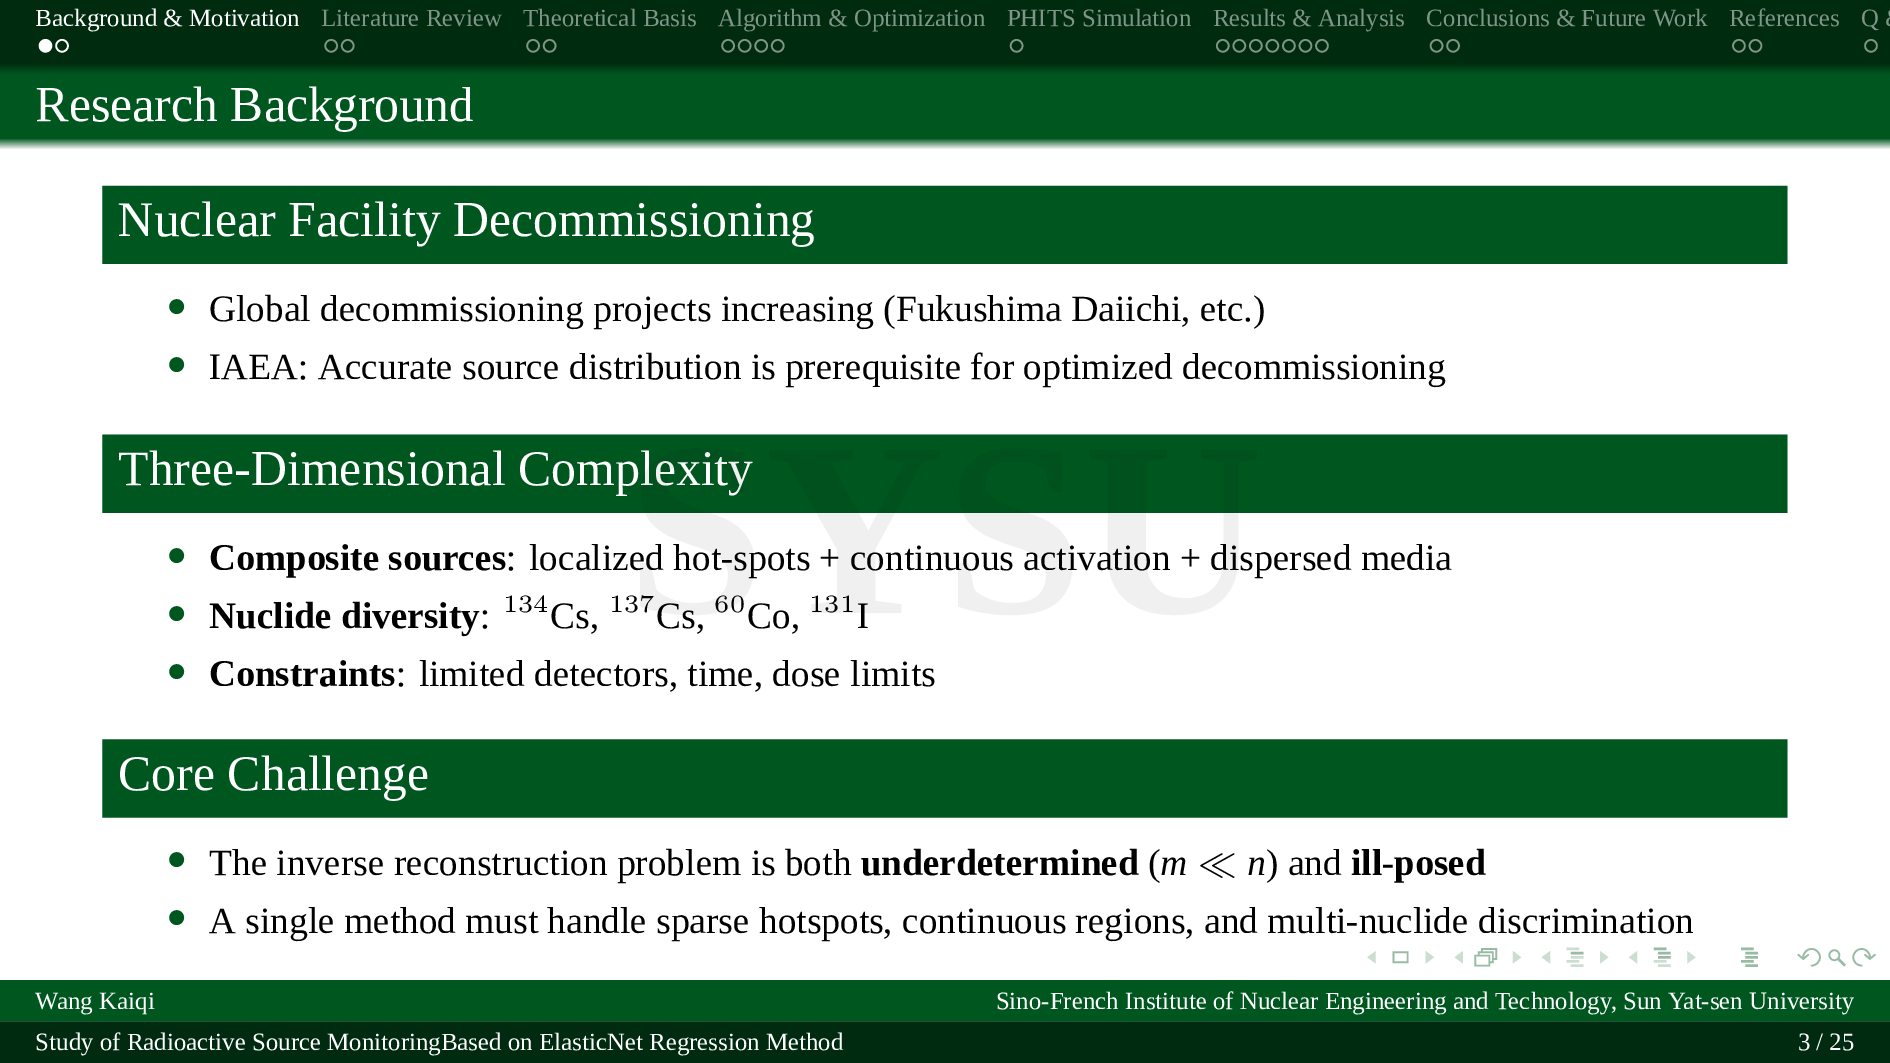 Background & Motivation Literature Review Theoretical Basis Algorithm & Optimization PHITS Simulation Results & Analysis Conclusions & Future Work References Q &
Research Background
Nuclear Facility Decommissioning
• Global decommissioning projects increasing (Fukushima Daiichi, etc.)
• IAEA: Accurate source distribution is prerequisite for optimized decommissioning
Three-Dimensional Complexity
SYSU
• Composite sources: localized hot-spots + continuous activation + dispersed media
• Nuclide diversity: ¹³⁴Cs, ¹³⁷Cs, ⁶⁰Co, ¹³¹I
• Constraints: limited detectors, time, dose limits
Core Challenge
• The inverse reconstruction problem is both underdetermined (m ≪ n) and ill-posed
• A single method must handle sparse hotspots, continuous regions, and multi-nuclide discrimination
Wang Kaiqi Sino-French Institute of Nuclear Engineering and Technology, Sun Yat-sen University
Study of Radioactive Source MonitoringBased on ElasticNet Regression Method 3 / 25